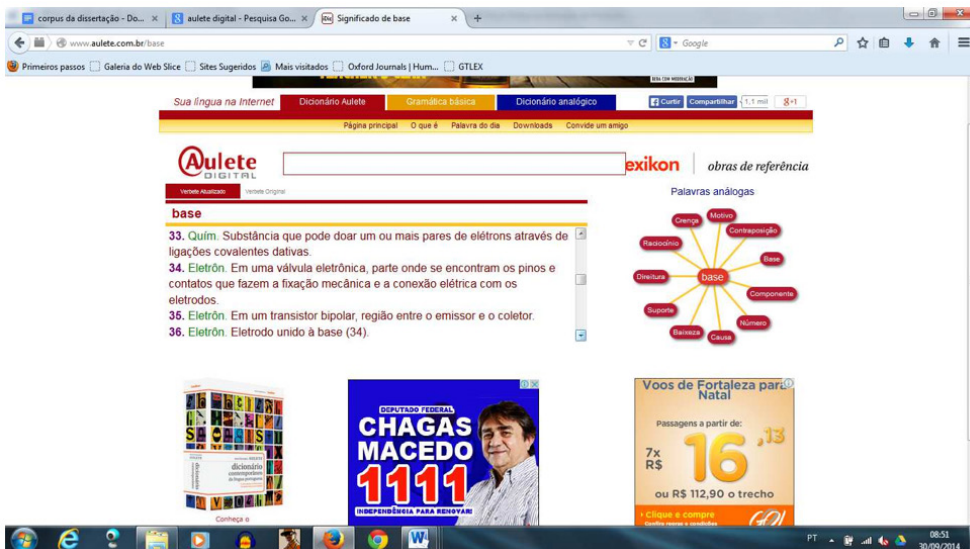 corpus da dissertação - Do...
aulete digital - Pesquisa Go...
Significado de base
www.aulete.com.br/base
Google
Primeiros passos
Galeria do Web Slice
Sites Sugeridos
Mais visitados
Oxford Journals | Hum...
GTLEX
Sua língua na Internet
Dicionário Aulete
Gramática básica
Dicionário analógico
Curtir
Compartilhar
1,1 mil
g+1
Página principal
O que é
Palavra do dia
Downloads
Convide um amigo
Aulete
DIGITAL
exikon
obras de referência
Verbete Atualizado
Verbete Original
base
33. Quím. Substância que pode doar um ou mais pares de elétrons através de
ligações covalentes dativas.
34. Eletrôn. Em uma válvula eletrônica, parte onde se encontram os pinos e
contatos que fazem a fixação mecânica e a conexão elétrica com os
eletrodos.
35. Eletrôn. Em um transistor bipolar, região entre o emissor e o coletor.
36. Eletrôn. Eletrodo unido à base (34).
Palavras análogas
Motivo
Crença
Contraposição
Raciocínio
Base
Direitura
base
Componente
Suporte
Número
Baixeza
Causa
dicionário
contemporâneo
da língua portuguesa
Conheça o
DEPUTADO FEDERAL
CHAGAS
MACEDO
1111
INDEPENDÊNCIA PARA RENOVAR!
Voos de Fortaleza para
Natal
Passagens a partir de:
7x
R$
16,13
ou R$ 112,90 o trecho
Clique e compre
PT
08:51
30/09/2014